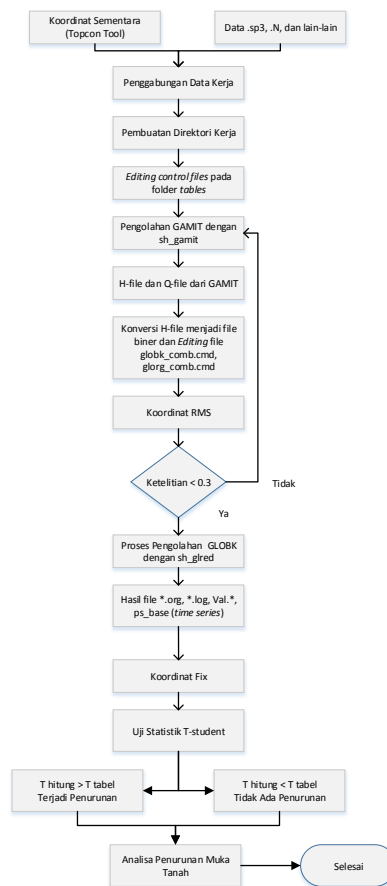 Koordinat Sementara
(Topcon Tool)
Data .sp3, .N, dan lain-lain
Penggabungan Data Kerja
Pembuatan Direktori Kerja
Editing control files pada
folder tables
Pengolahan GAMIT dengan
sh_gamit
H-file dan Q-file dari GAMIT
Konversi H-file menjadi file
biner dan Editing file
globk_comb.cmd,
glorg_comb.cmd
Koordinat RMS
Ketelitian < 0.3
Tidak
Ya
Proses Pengolahan GLOBK
dengan sh_glred
Hasil file *.org, *.log, Val.*,
ps_base (time series)
Koordinat Fix
Uji Statistik T-student
T hitung > T tabel
Terjadi Penurunan
T hitung < T tabel
Tidak Ada Penurunan
Analisa Penurunan Muka
Tanah
Selesai